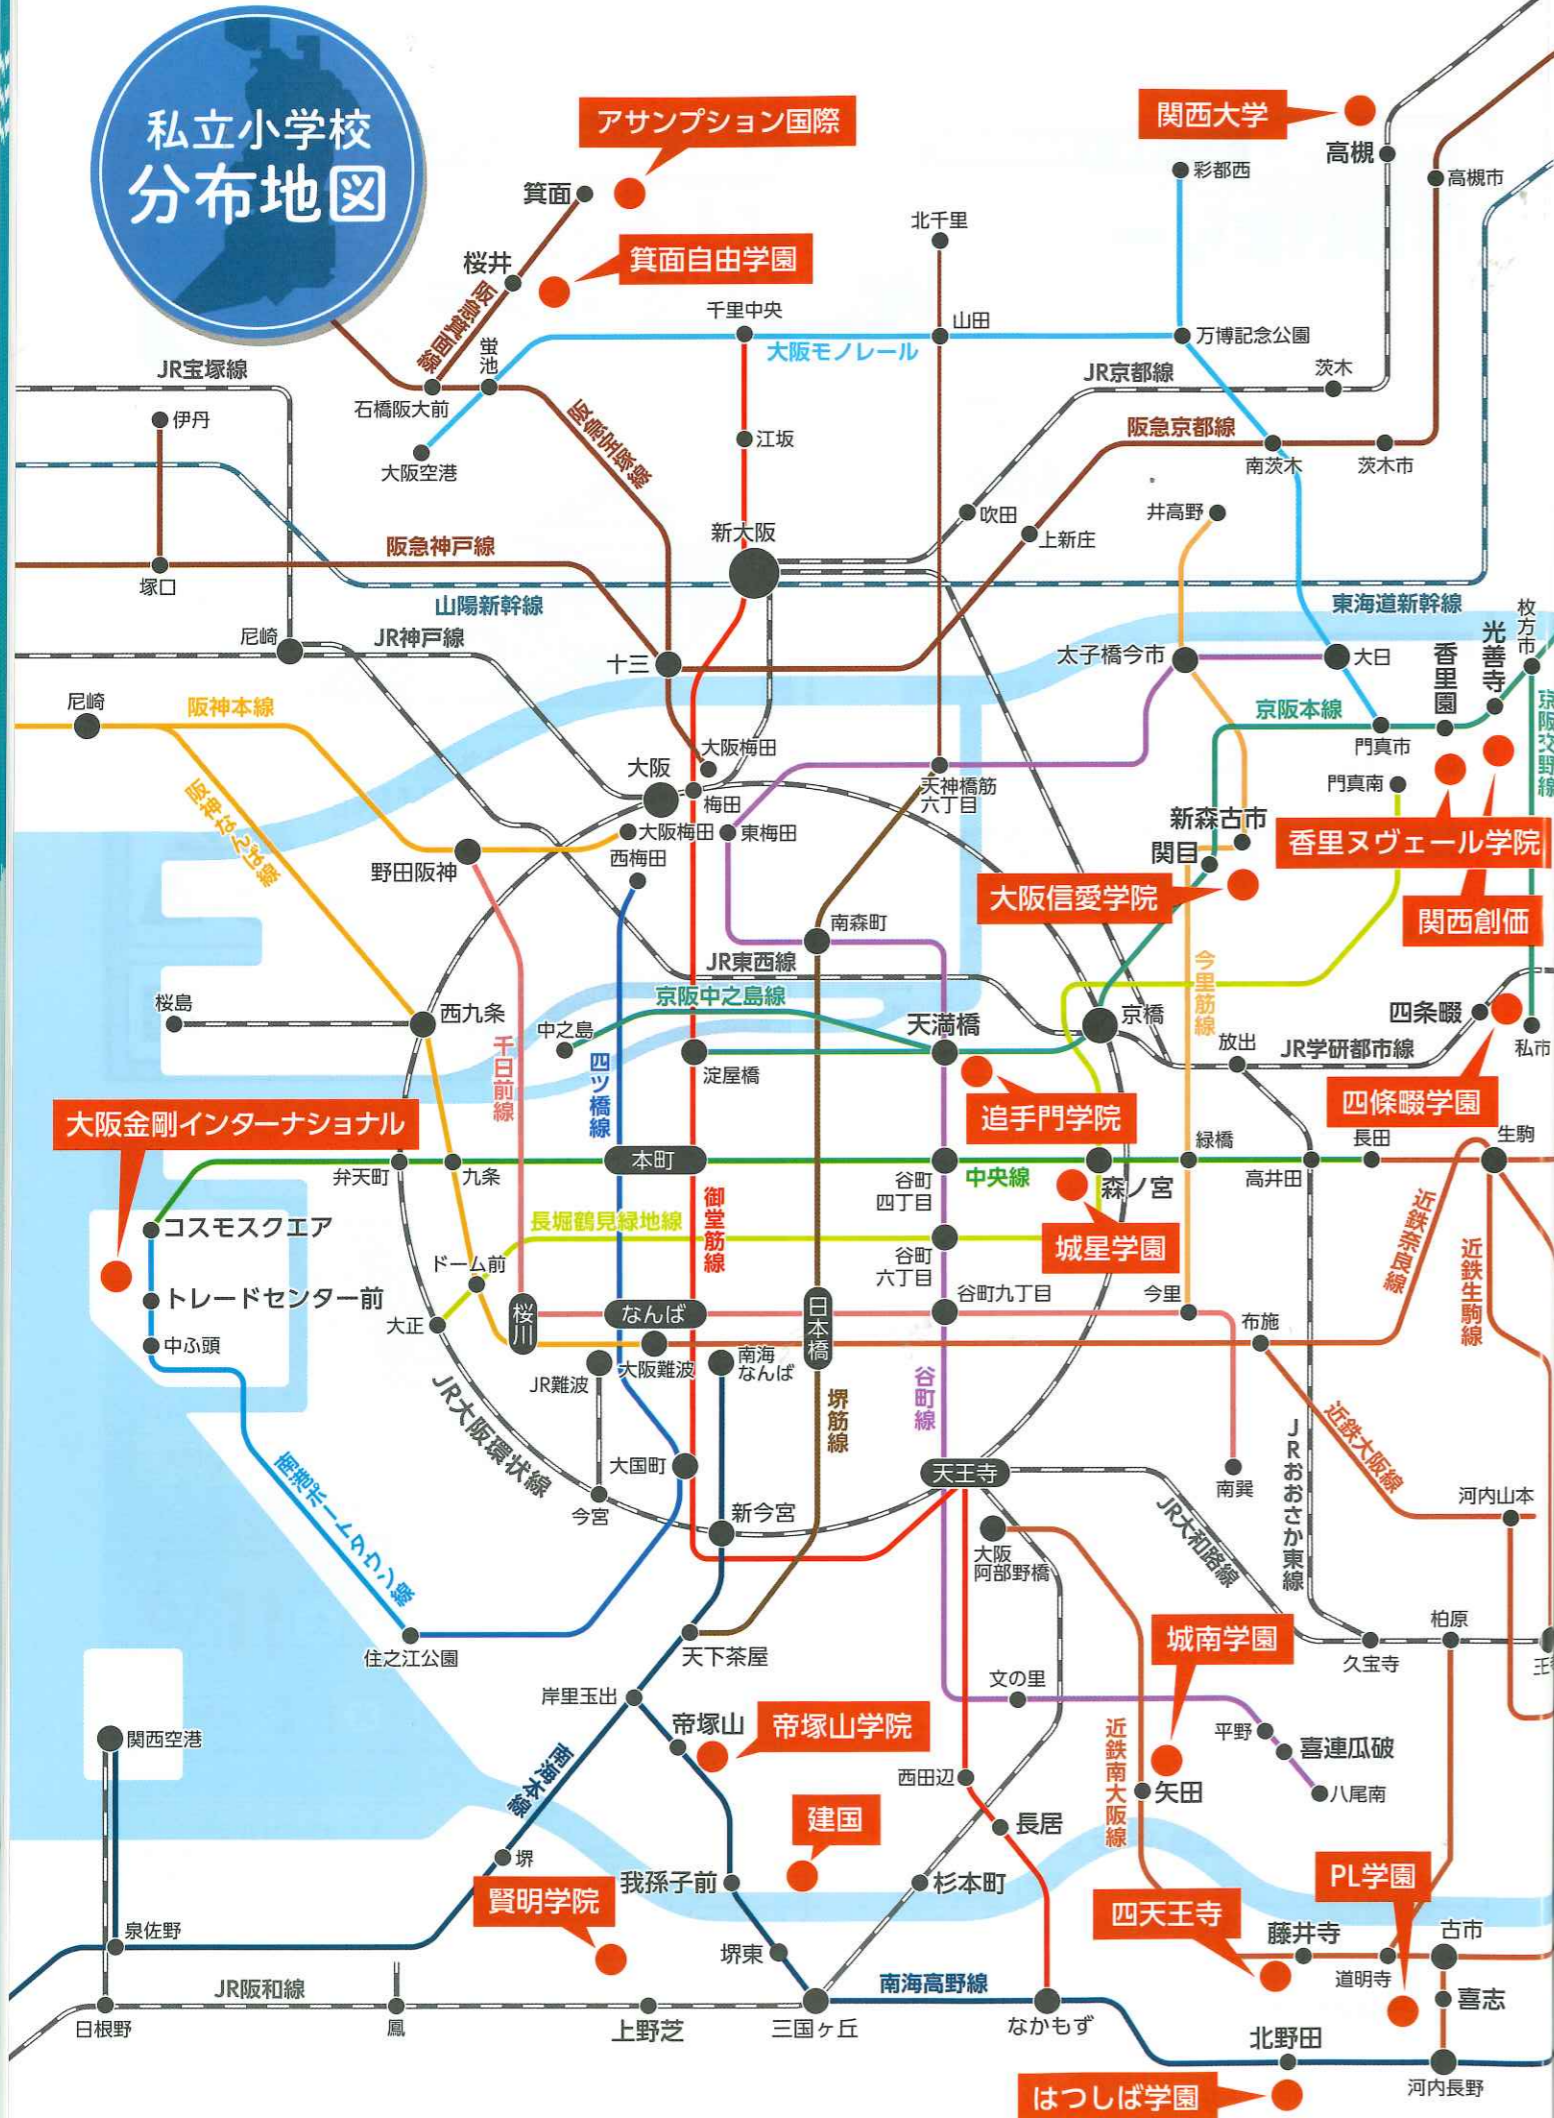 私立小学校
分布地図
アサンプション国際
関西大学
高槻
彩都西
高槻市
箕面
北千里
箕面自由学園
桜井
阪急箕面線
千里中央
山田
万博記念公園
大阪モノレール
蛍池
JR宝塚線
JR京都線
茨木
石橋阪大前
伊丹
阪急宝塚線
阪急京都線
江坂
大阪空港
南茨木
茨木市
吹田
井高野
新大阪
上新庄
阪急神戸線
塚口
山陽新幹線
東海道新幹線
枚方市
光善寺
尼崎
JR神戸線
十三
太子橋今市
大日
香里園
尼崎
阪神本線
京阪本線
京阪交野線
門真市
大阪梅田
大阪
阪神なんば線
梅田
天神橋筋
六丁目
門真南
新森古市
大阪梅田
東梅田
香里ヌヴェール学院
西梅田
関目
野田阪神
大阪信愛学院
関西創価
南森町
JR東西線
今里筋線
京阪中之島線
桜島
西九条
中之島
天満橋
京橋
四条畷
放出
JR学研都市線
私市
千日前線
四ツ橋線
淀屋橋
四條畷学園
大阪金剛インターナショナル
追手門学院
緑橋
長田
生駒
弁天町
九条
本町
谷町
四丁目
中央線
森ノ宮
高井田
御堂筋線
長堀鶴見緑地線
近鉄奈良線
コスモスクエア
城星学園
近鉄生駒線
ドーム前
谷町
六丁目
トレードセンター前
谷町九丁目
今里
桜川
なんば
日本橋
大正
布施
中ふ頭
大阪難波
南海
なんば
JR難波
JR大阪環状線
堺筋線
谷町線
近鉄大阪線
JRおおさか東線
大国町
天王寺
南巽
南港ポートタウン線
今宮
新今宮
JR大和路線
河内山本
大阪
阿部野橋
城南学園
柏原
住之江公園
天下茶屋
久宝寺
岸里玉出
文の里
帝塚山
帝塚山学院
平野
関西空港
近鉄南大阪線
喜連瓜破
南海本線
西田辺
矢田
八尾南
建国
長居
堺
我孫子前
杉本町
PL学園
賢明学院
四天王寺
藤井寺
古市
泉佐野
堺東
道明寺
JR阪和線
南海高野線
喜志
日根野
鳳
上野芝
三国ヶ丘
なかもず
北野田
はつしば学園
河内長野